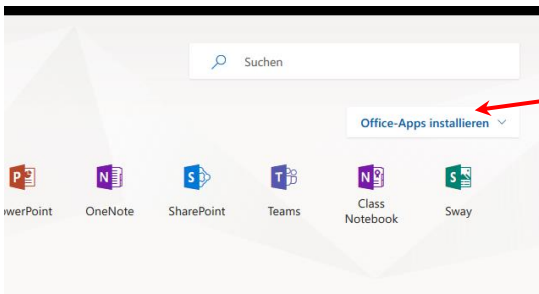 Suchen
Office-Apps installieren
owerPoint OneNote SharePoint Teams Class Notebook Sway